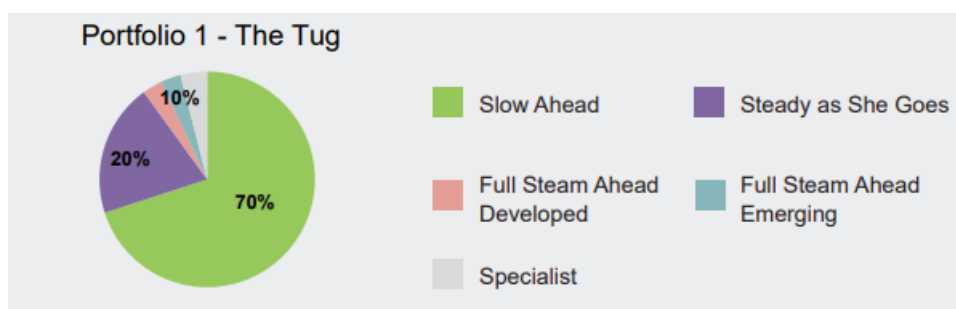 Portfolio 1 - The Tug
10%
20%
70%
Slow Ahead
Steady as She Goes
Full Steam Ahead
Developed
Full Steam Ahead
Emerging
Specialist